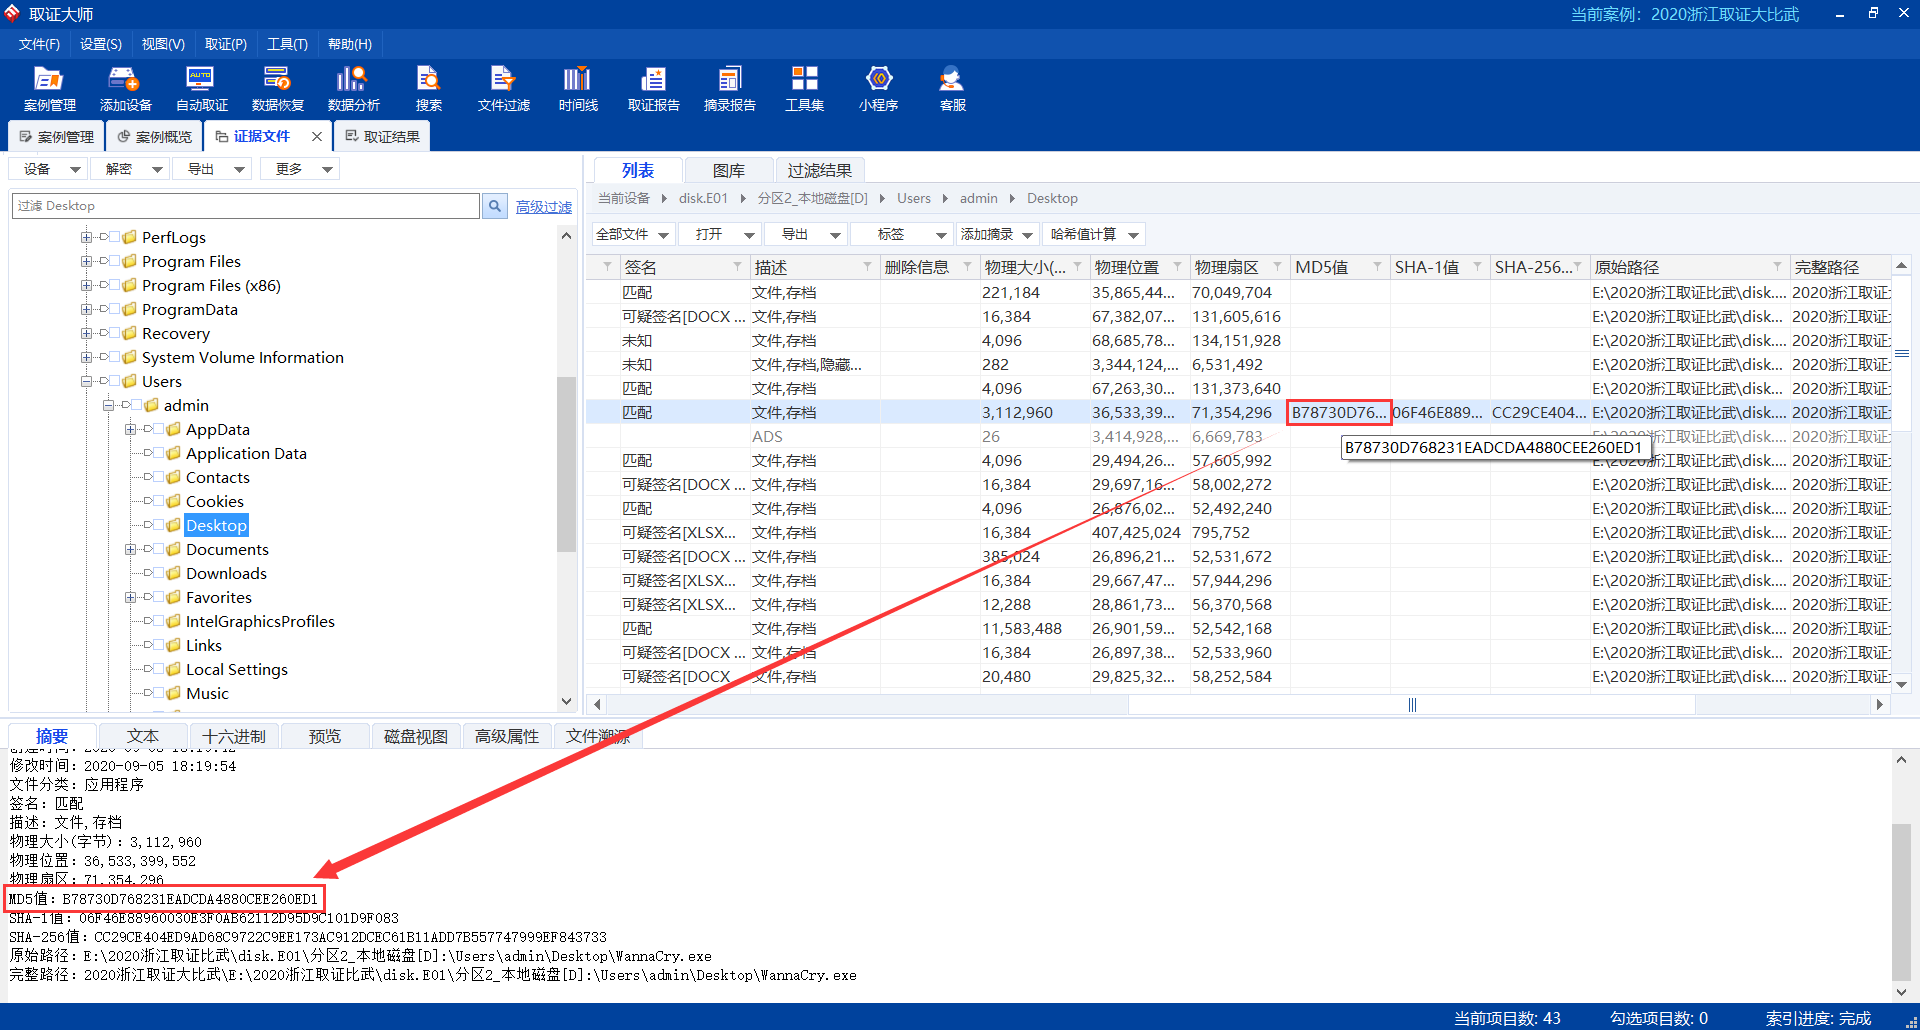 取证大师
当前案例：2020浙江取证大比武
文件(F) 设置(S) 视图(V) 取证(P) 工具(T) 帮助(H)
案例管理 添加设备 自动取证 数据恢复 数据分析 搜索 文件过滤 时间线 取证报告 摘录报告 工具集 小程序 客服
案例管理 案例概览 证据文件 取证结果
设备 解密 导出 更多
过滤 Desktop 高级过滤
PerfLogs
Program Files
Program Files (x86)
ProgramData
Recovery
System Volume Information
Users
admin
AppData
Application Data
Contacts
Cookies
Desktop
Documents
Downloads
Favorites
IntelGraphicsProfiles
Links
Local Settings
Music
列表 图库 过滤结果
当前设备 disk.E01 分区2_本地磁盘[D] Users admin Desktop
全部文件 打开 导出 标签 添加摘录 哈希值计算
签名 描述 删除信息 物理大小(... 物理位置 物理扇区 MD5值 SHA-1值 SHA-256... 原始路径 完整路径
匹配 文件,存档 221,184 35,865,44... 70,049,704 E:\2020浙江取证比武\disk.... 2020浙江取证
可疑签名[DOCX ... 文件,存档 16,384 67,382,07... 131,605,616 E:\2020浙江取证比武\disk.... 2020浙江取证
未知 文件,存档 4,096 68,685,78... 134,151,928 E:\2020浙江取证比武\disk.... 2020浙江取证
未知 文件,存档,隐藏... 282 3,344,124,... 6,531,492 E:\2020浙江取证比武\disk.... 2020浙江取证
匹配 文件,存档 4,096 67,263,30... 131,373,640 E:\2020浙江取证比武\disk.... 2020浙江取证
匹配 文件,存档 3,112,960 36,533,39... 71,354,296 B78730D76... 06F46E889... CC29CE404... E:\2020浙江取证比武\disk.... 2020浙江取证
ADS 26 3,414,928,... 6,669,783
B78730D768231EADCDA4880CEE260ED1
匹配 文件,存档 4,096 29,494,26... 57,605,992 E:\2020浙江取证比武\disk.... 2020浙江取证
可疑签名[DOCX ... 文件,存档 16,384 29,697,16... 58,002,272 E:\2020浙江取证比武\disk.... 2020浙江取证
匹配 文件,存档 4,096 26,876,02... 52,492,240 E:\2020浙江取证比武\disk.... 2020浙江取证
可疑签名[XLSX... 文件,存档 16,384 407,425,024 795,752 E:\2020浙江取证比武\disk.... 2020浙江取证
可疑签名[DOCX ... 文件,存档 385,024 26,896,21... 52,531,672 E:\2020浙江取证比武\disk.... 2020浙江取证
可疑签名[XLSX... 文件,存档 16,384 29,667,47... 57,944,296 E:\2020浙江取证比武\disk.... 2020浙江取证
可疑签名[XLSX... 文件,存档 12,288 28,861,73... 56,370,568 E:\2020浙江取证比武\disk.... 2020浙江取证
匹配 文件,存档 11,583,488 26,901,59... 52,542,168 E:\2020浙江取证比武\disk.... 2020浙江取证
可疑签名[DOCX ... 文件,存档 16,384 26,897,38... 52,533,960 E:\2020浙江取证比武\disk.... 2020浙江取证
可疑签名[DOCX 文件,存档 20,480 29,825,32... 58,252,584 E:\2020浙江取证比武\disk.... 2020浙江取证
摘要 文本 十六进制 预览 磁盘视图 高级属性 文件溯源
修改时间：2020-09-05 18:19:54
文件分类：应用程序
签名：匹配
描述：文件,存档
物理大小(字节)：3,112,960
物理位置：36,533,399,552
物理扇区：71,354,296
MD5值：B78730D768231EADCDA4880CEE260ED1
SHA-1值：06F46E88960030E3F0AB62112D95D9C101D9F083
SHA-256值：CC29CE404ED9AD68C9722C9EE173AC912DCEC61B11ADD7B557747999EF843733
原始路径：E:\2020浙江取证比武\disk.E01\分区2_本地磁盘[D]:\Users\admin\Desktop\WannaCry.exe
完整路径：2020浙江取证大比武\E:\2020浙江取证比武\disk.E01\分区2_本地磁盘[D]:\Users\admin\Desktop\WannaCry.exe
当前项目数: 43 勾选项目数: 0 索引进度: 完成